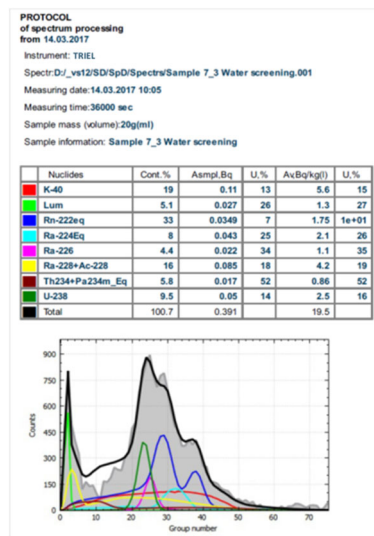 PROTOCOL
of spectrum processing
from 14.03.2017
Instrument: TRIEL
Spectr:D:/_vs12/SD/SpD/Spectrs/Sample 7_3 Water screening.001
Measuring date:14.03.2017 10:05
Measuring time:36000 sec
Sample mass (volume):20g(ml)
Sample information: Sample 7_3 Water screening
Nuclides Cont.% Asmpl,Bq U,% Av,Bq/kg(l) U,%
K-40 19 0.11 13 5.6 15
Lum 5.1 0.027 26 1.3 27
Rn-222eq 33 0.0349 7 1.75 1e+01
Ra-224Eq 8 0.043 25 2.1 26
Ra-226 4.4 0.022 34 1.1 35
Ra-228+Ac-228 16 0.085 18 4.2 19
Th234+Pa234m_Eq 5.8 0.017 52 0.86 52
U-238 9.5 0.05 14 2.5 16
Total 100.7 0.391 19.5
900
750
600
450
300
150
0
Counts
0 10 20 30 40 50 60 70
Group number